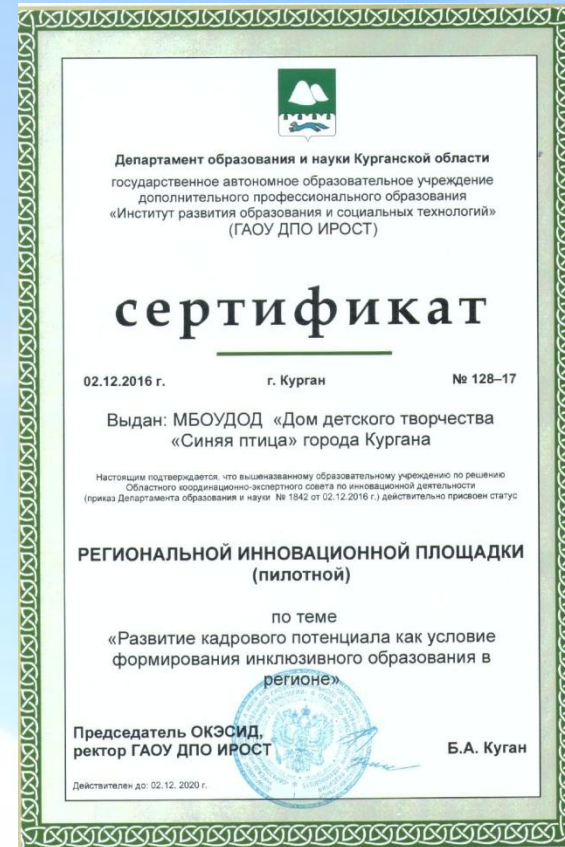 Департамент образования и науки Курганской области
государственное автономное образовательное учреждение
дополнительного профессионального образования
«Институт развития образования и социальных технологий»
(ГАОУ ДПО ИРОСТ)
сертификат
02.12.2016 г. г. Курган № 128–17
Выдан: МБОУДОД «Дом детского творчества
«Синяя птица» города Кургана
Настоящим подтверждается, что вышеназванному образовательному учреждению по решению
Областного координационно-экспертного совета по инновационной деятельности
(приказ Департамента образования и науки № 1842 от 02.12.2016 г.) действительно присвоен статус
РЕГИОНАЛЬНОЙ ИННОВАЦИОННОЙ ПЛОЩАДКИ
(пилотной)
по теме
«Развитие кадрового потенциала как условие
формирования инклюзивного образования в
регионе»
Председатель ОКЭСИД,
ректор ГАОУ ДПО ИРОСТ Б.А. Куган
Действителен до: 02.12. 2020 г.